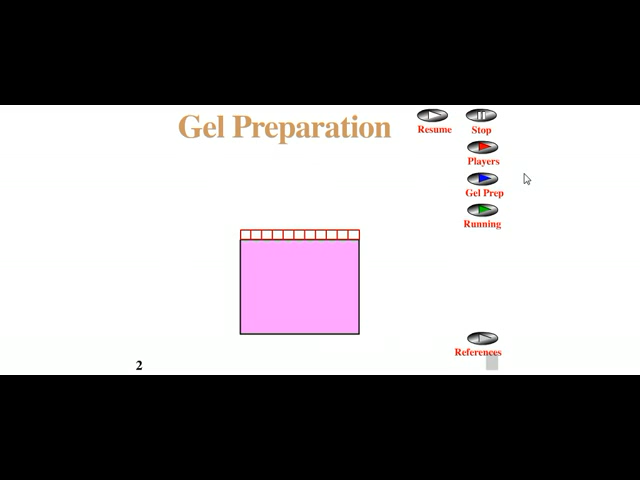 Gel Preparation
Resume
Stop
Players
Gel Prep
Running
References
2